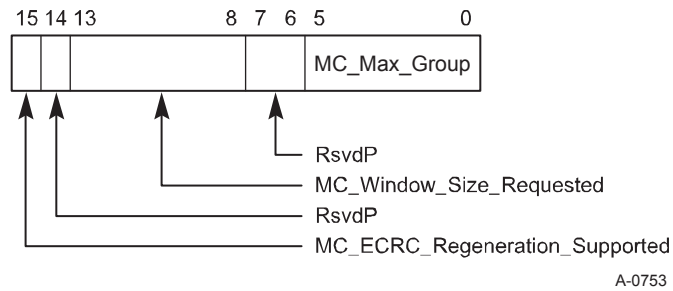 15 14 13 8 7 6 5 0
MC_Max_Group
RsvdP
MC_Window_Size_Requested
RsvdP
MC_ECRC_Regeneration_Supported
A-0753